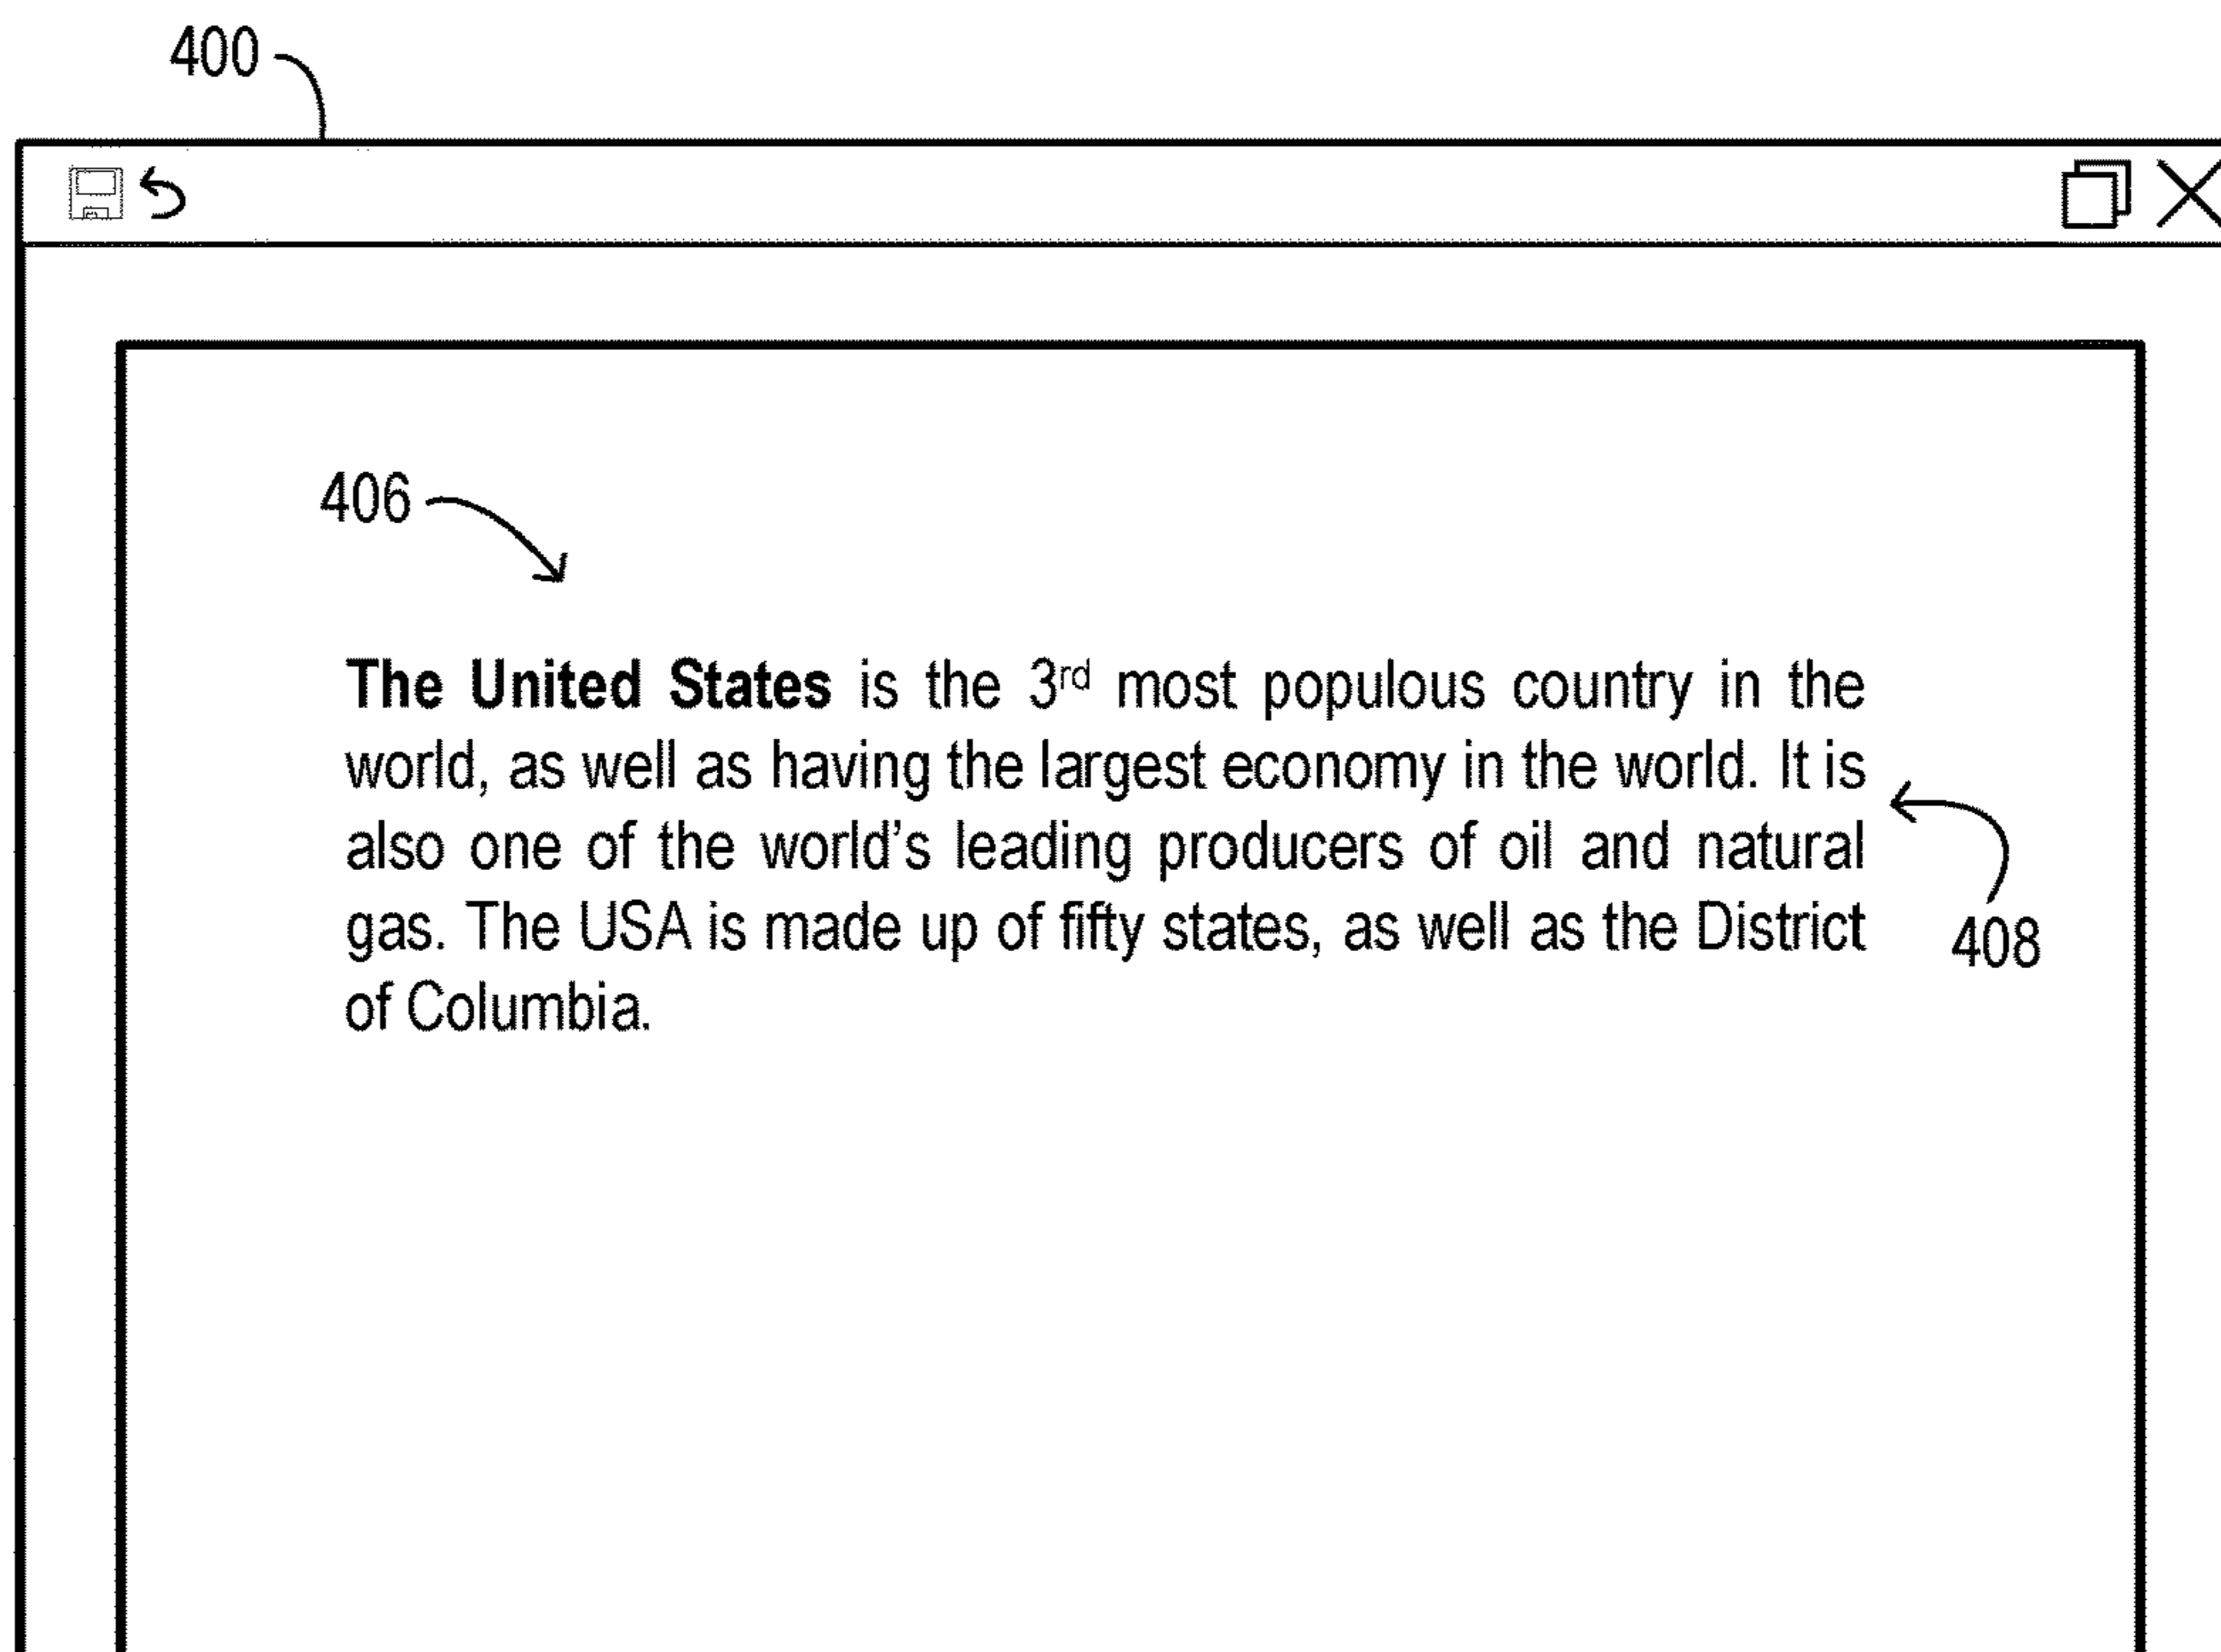 400
406
The United States is the 3rd most populous country in the
world, as well as having the largest economy in the world. It is
also one of the world’s leading producers of oil and natural
gas. The USA is made up of fifty states, as well as the District
of Columbia.
408